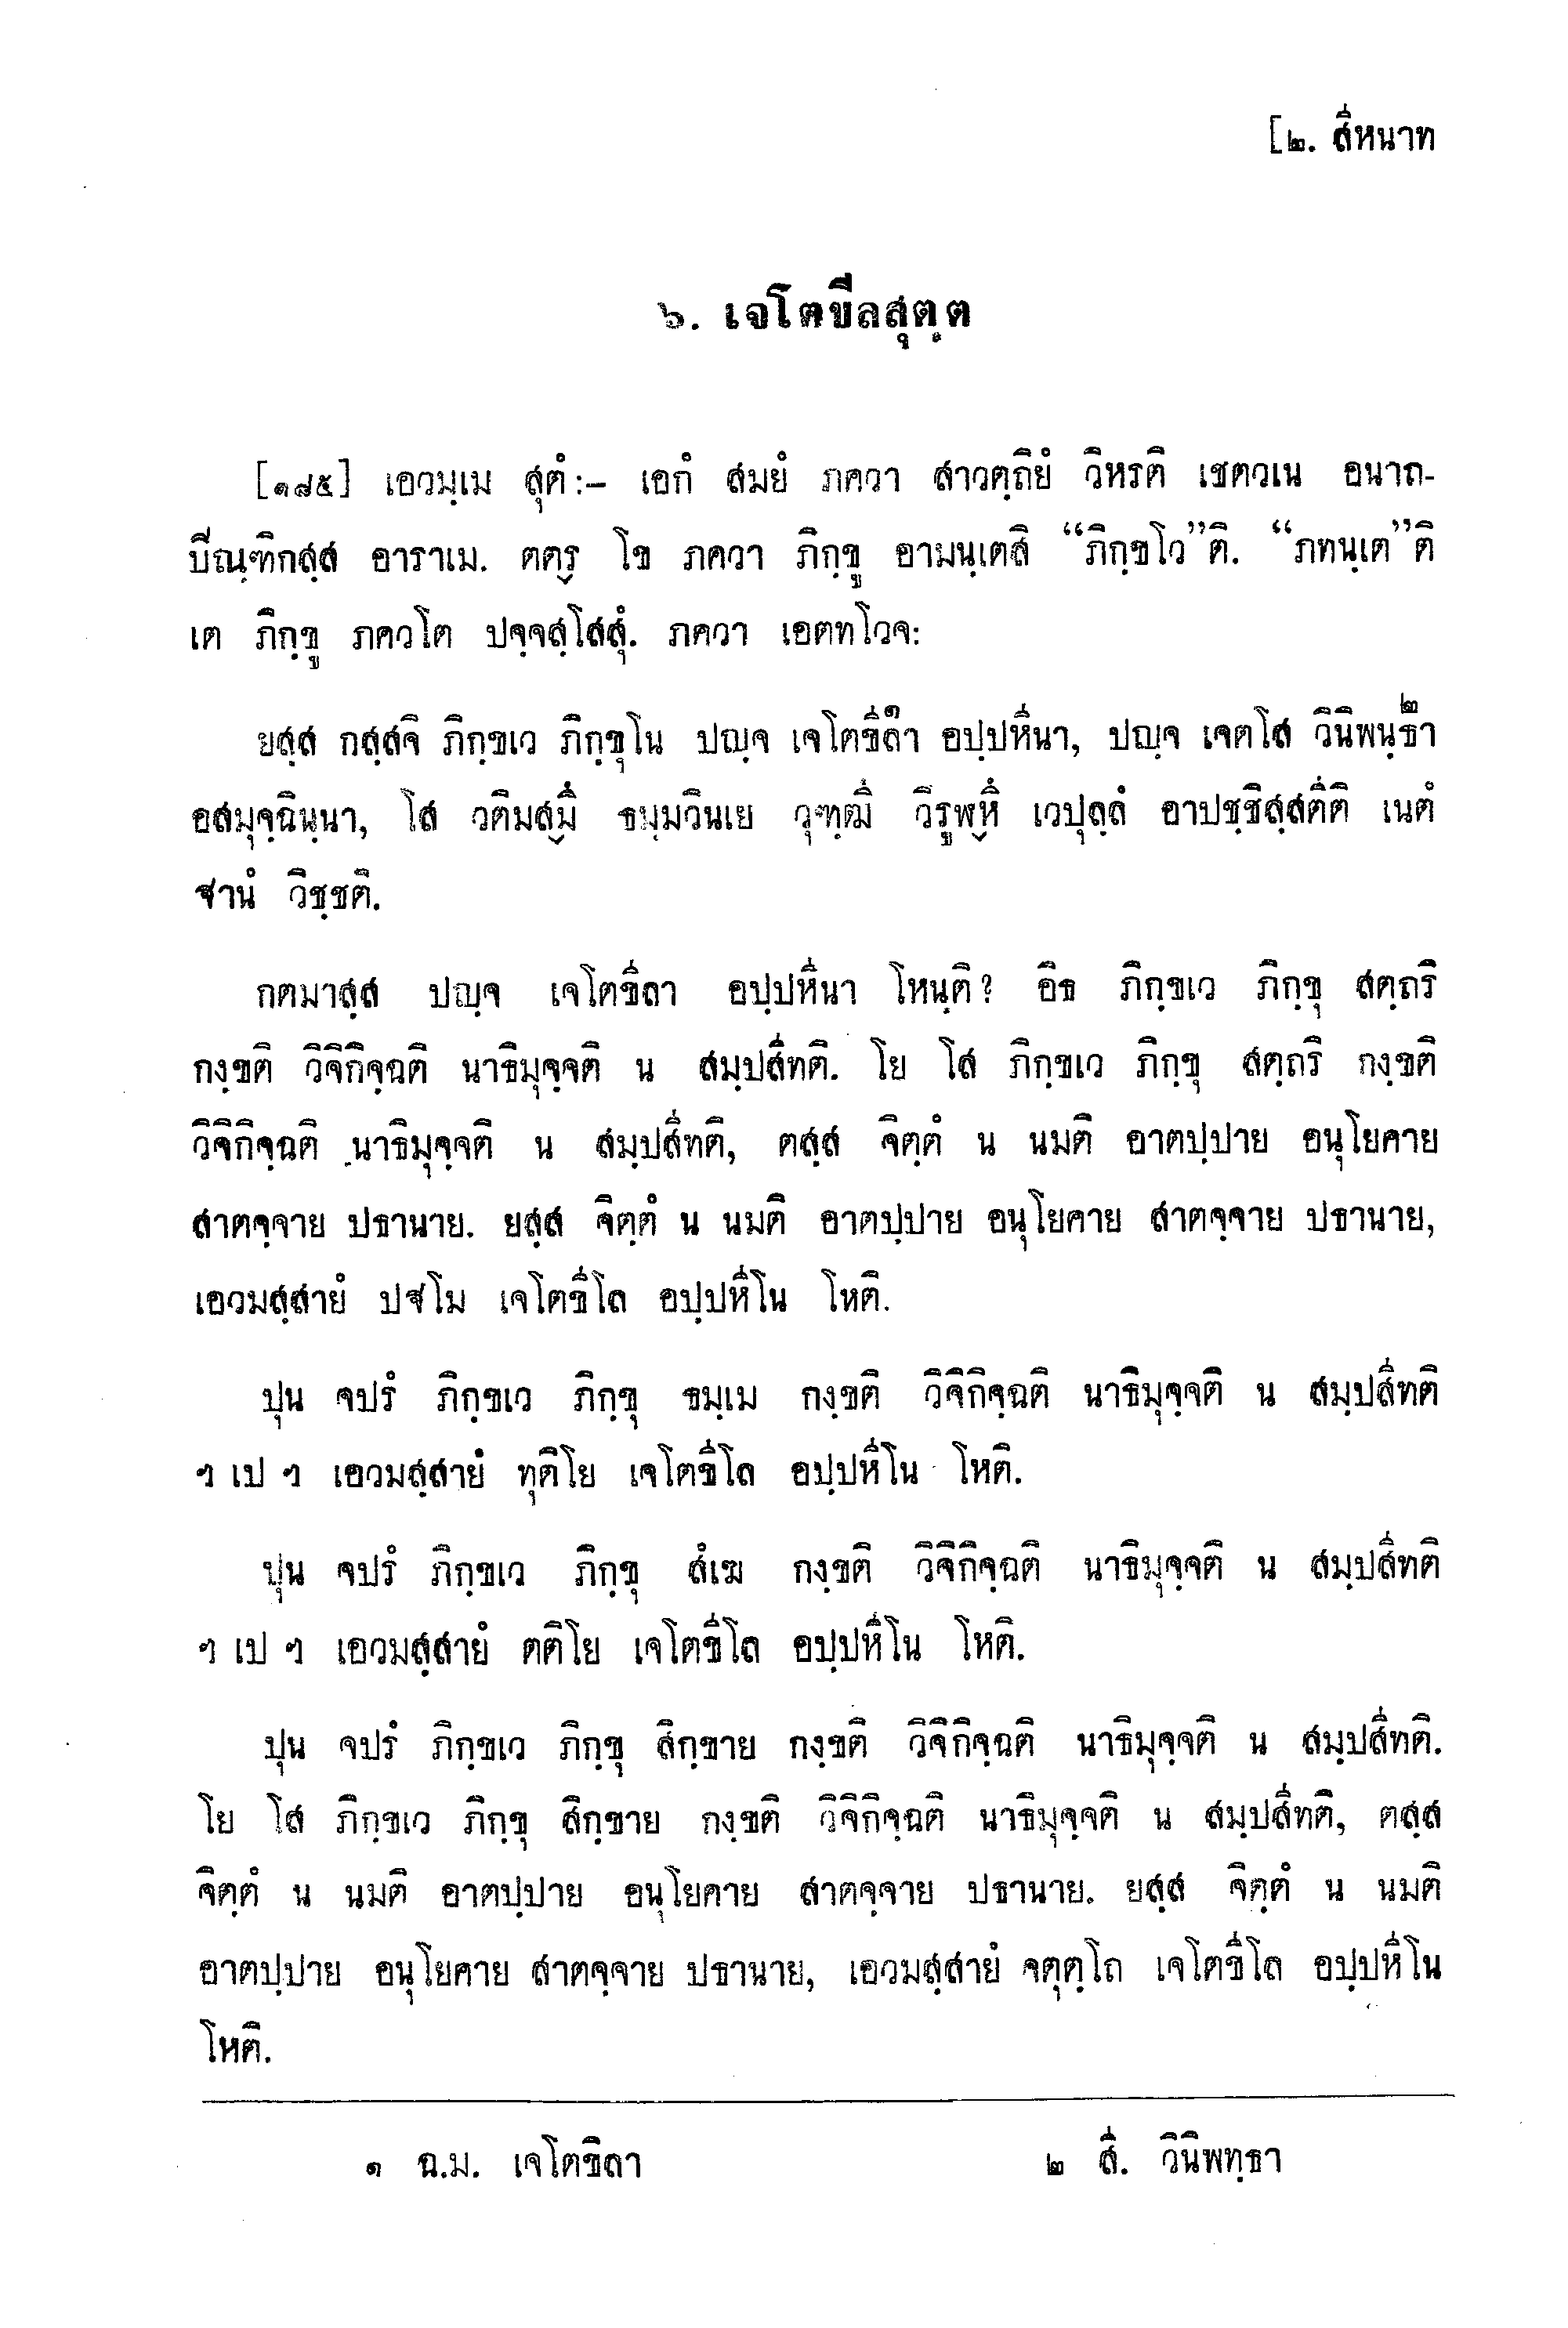 [๒. สีหนาท
๖. เจโตขีลสุตฺต
[๑๘๕] เอวมฺเม สุตํ:– เอกํ สมยํ ภควา สาวตฺถิยํ วิหรติ เชตวเน อนาถ-
ปิณฺฑิกสฺส อาราเม. ตตฺร โข ภควา ภิกฺขู อามนฺเตสิ “ภิกฺขโว”ติ. “ภทนฺเต”ติ
เต ภิกฺขู ภควโต ปจฺจสฺโสสุํ. ภควา เอตทโวจ:
ยสฺส กสฺสจิ ภิกฺขเว ภิกฺขุโน ปญฺจ เจโตขีลา๑ อปฺปหีนา, ปญฺจ เจตโส วินิพนฺธา๒
อสมุจฺฉินฺนา, โส วติมสฺมึ ธมฺมวินเย วุฑฺฒึ วิรูฬฺหึ เวปุลฺลํ อาปชฺชิสฺสตีติ เนตํ
ฐานํ วิชฺชติ.
กตมาสฺส ปญฺจ เจโตขีลา อปฺปหีนา โหนฺติ? อิธ ภิกฺขเว ภิกฺขุ สตฺถริ
กงฺขติ วิจิกิจฺฉติ นาธิมุจฺจติ น สมฺปสีทติ. โย โส ภิกฺขเว ภิกฺขุ สตฺถริ กงฺขติ
วิจิกิจฺฉติ นาธิมุจฺจติ น สมฺปสีทติ, ตสฺส จิตฺตํ น นมติ อาตปฺปาย อนุโยคาย
สาตจฺจาย ปธานาย. ยสฺส จิตฺตํ น นมติ อาตปฺปาย อนุโยคาย สาตจฺจาย ปธานาย,
เอวมสฺสายํ ปฐโม เจโตขีโล อปฺปหีโน โหติ.
ปุน จปรํ ภิกฺขเว ภิกฺขุ ธมฺเม กงฺขติ วิจิกิจฺฉติ นาธิมุจฺจติ น สมฺปสีทติ
ฯ เป ฯ เอวมสฺสายํ ทุติโย เจโตขีโล อปฺปหีโน โหติ.
ปุน จปรํ ภิกฺขเว ภิกฺขุ สํเฆ กงฺขติ วิจิกิจฺฉติ นาธิมุจฺจติ น สมฺปสีทติ
ฯ เป ฯ เอวมสฺสายํ ตติโย เจโตขีโล อปฺปหีโน โหติ.
ปุน จปรํ ภิกฺขเว ภิกฺขุ สิกฺขาย กงฺขติ วิจิกิจฺฉติ นาธิมุจฺจติ น สมฺปสีทติ.
โย โส ภิกฺขเว ภิกฺขุ สิกฺขาย กงฺขติ วิจิกิจฺฉติ นาธิมุจฺจติ น สมฺปสีทติ, ตสฺส
จิตฺตํ น นมติ อาตปฺปาย อนุโยคาย สาตจฺจาย ปธานาย. ยสฺส จิตฺตํ น นมติ
อาตปฺปาย อนุโยคาย สาตจฺจาย ปธานาย, เอวมสฺสายํ จตุตฺโถ เจโตขีโล อปฺปหีโน
โหติ.
๑ ฉ.ม. เจโตขิลา
๒ สี. วินิพทฺธา